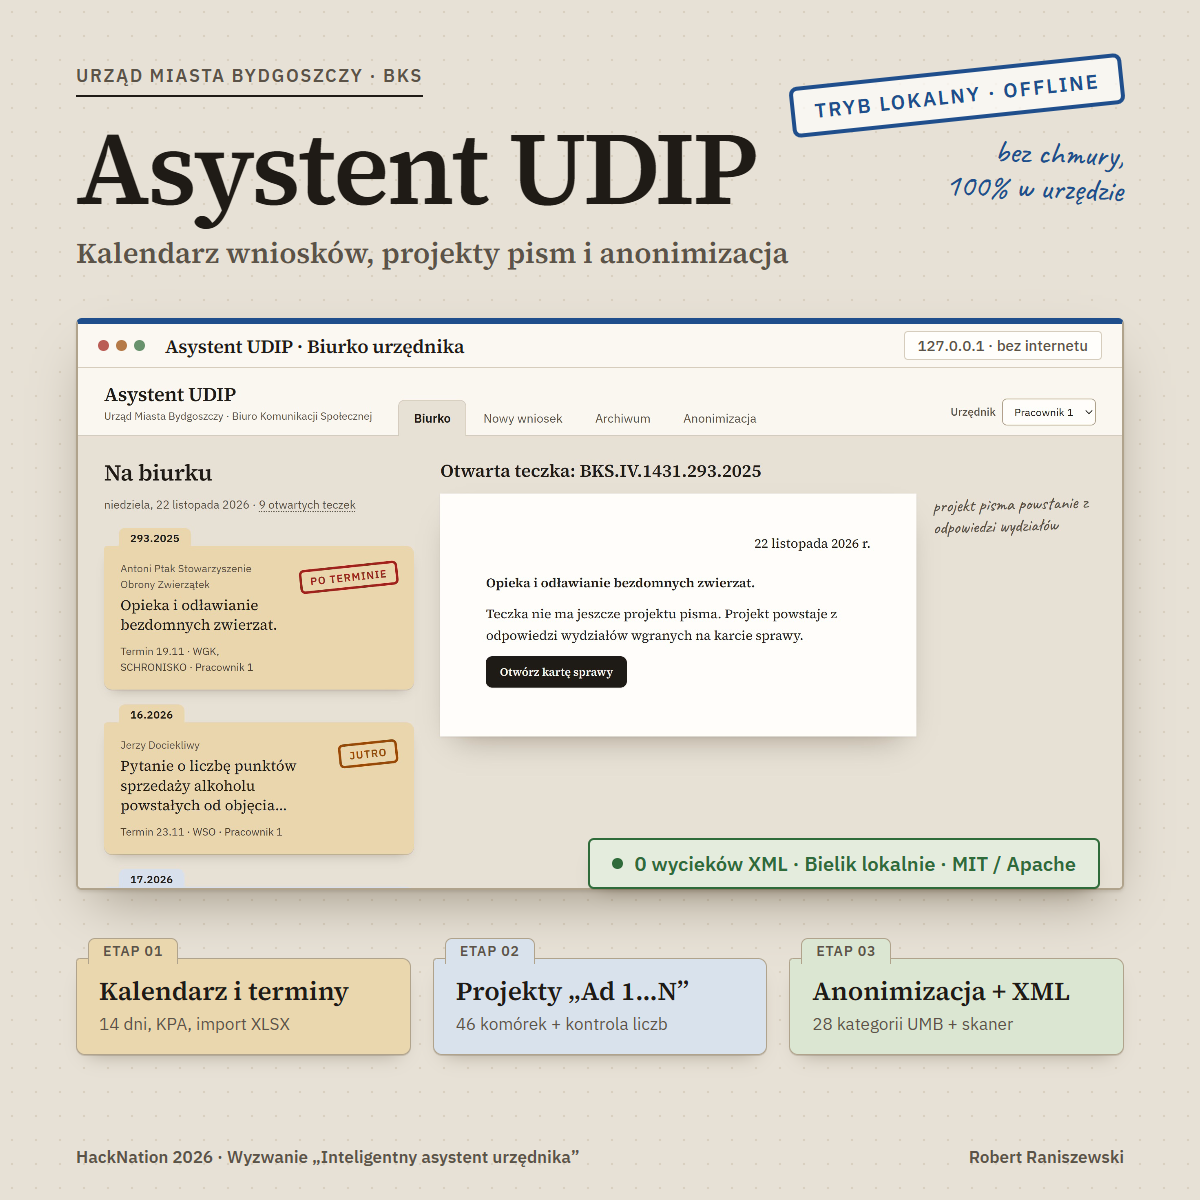 URZĄD MIASTA BYDGOSZCZY · BKS
TRYB LOKALNY · OFFLINE
Asystent UDIP
bez chmury,
100% w urzędzie
Kalendarz wniosków, projekty pism i anonimizacja
Asystent UDIP · Biurko urzędnika
127.0.0.1 · bez internetu
Asystent UDIP
Urząd Miasta Bydgoszczy · Biuro Komunikacji Społecznej
Biurko
Nowy wniosek
Archiwum
Anonimizacja
Urzędnik
Pracownik 1
Na biurku
niedziela, 22 listopada 2026 · 9 otwartych teczek
293.2025
Antoni Ptak Stowarzyszenie
Obrony Zwierzątek
PO TERMINIE
Opieka i odławianie
bezdomnych zwierzat.
Termin 19.11 · WGK,
SCHRONISKO · Pracownik 1
16.2026
Jerzy Dociekliwy
JUTRO
Pytanie o liczbę punktów
sprzedaży alkoholu
powstałych od objęcia...
Termin 23.11 · WSO · Pracownik 1
17.2026
Otwarta teczka: BKS.IV.1431.293.2025
22 listopada 2026 r.
Opieka i odławianie bezdomnych zwierzat.
Teczka nie ma jeszcze projektu pisma. Projekt powstaje z
odpowiedzi wydziałów wgranych na karcie sprawy.
Otwórz kartę sprawy
projekt pisma powstanie z
odpowiedzi wydziałów
0 wycieków XML · Bielik lokalnie · MIT / Apache
ETAP 01
Kalendarz i terminy
14 dni, KPA, import XLSX
ETAP 02
Projekty „Ad 1…N”
46 komórek + kontrola liczb
ETAP 03
Anonimizacja + XML
28 kategorii UMB + skaner
HackNation 2026 · Wyzwanie „Inteligentny asystent urzędnika”
Robert Raniszewski